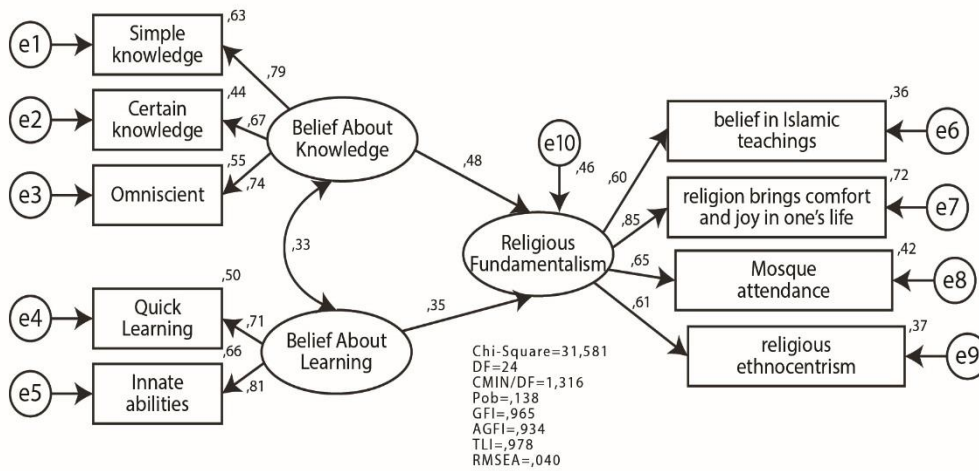 e1
Simple
knowledge
,63
,79
e2
Certain
knowledge
,44
,67
e3
Omniscient
,55
,74
Belief About
Knowledge
,48
,33
e4
Quick
Learning
,50
,71
e5
Innate
abilities
,66
,81
Belief About
Learning
,35
e10
,46
Religious
Fundamentalism
,60
belief in Islamic
teachings
,36
e6
,85
religion brings comfort
and joy in one’s life
,72
e7
,65
Mosque
attendance
,42
e8
,61
religious
ethnocentrism
,37
e9
Chi-Square=31,581
DF=24
CMIN/DF=1,316
Pob=,138
GFI=,965
AGFI=,934
TLI=,978
RMSEA=,040